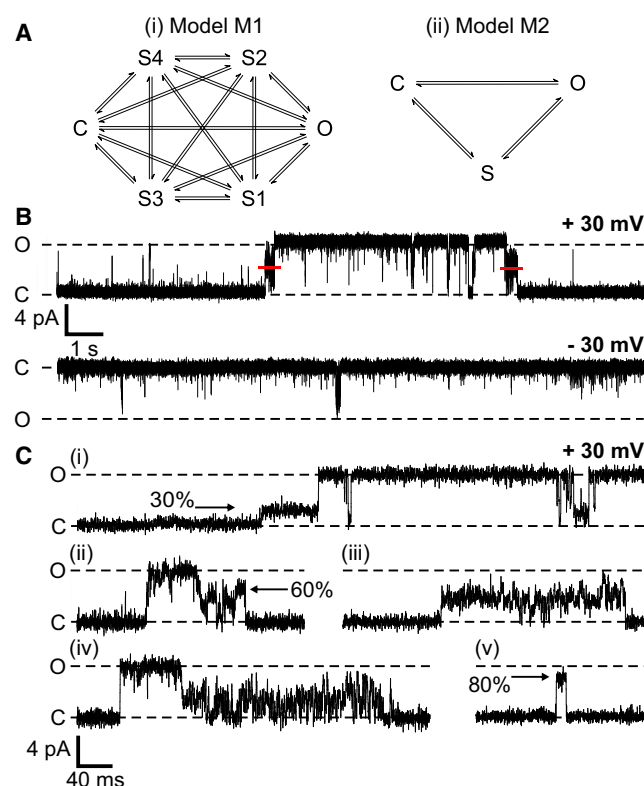 A
(i) Model M1
(ii) Model M2
S4 S2
C O
S3 S1
C O
S
B
+ 30 mV
O
C
4 pA
1 s
- 30 mV
C
O
C
(i)
+ 30 mV
O
30%
C
(ii)
(iii)
O
60%
C
(iv)
(v)
O
80%
C
4 pA
40 ms